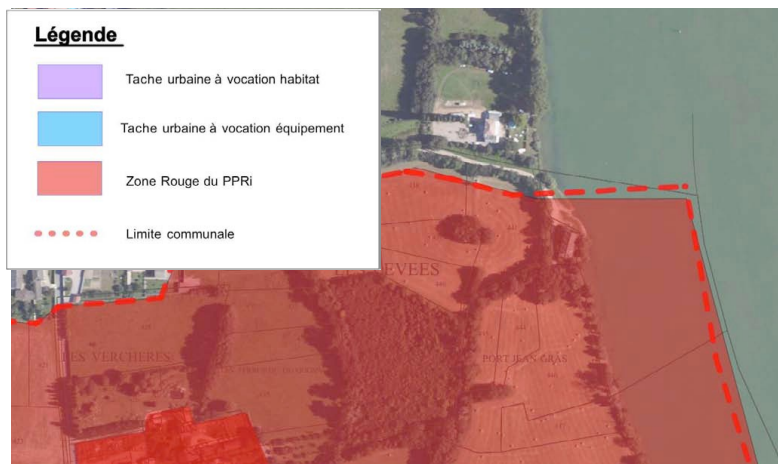 Légende
Tache urbaine à vocation habitat
Tache urbaine à vocation équipement
Zone Rouge du PPRi
Limite communale
EVEES
LES VERCHERES
PORT JEAN GRAS